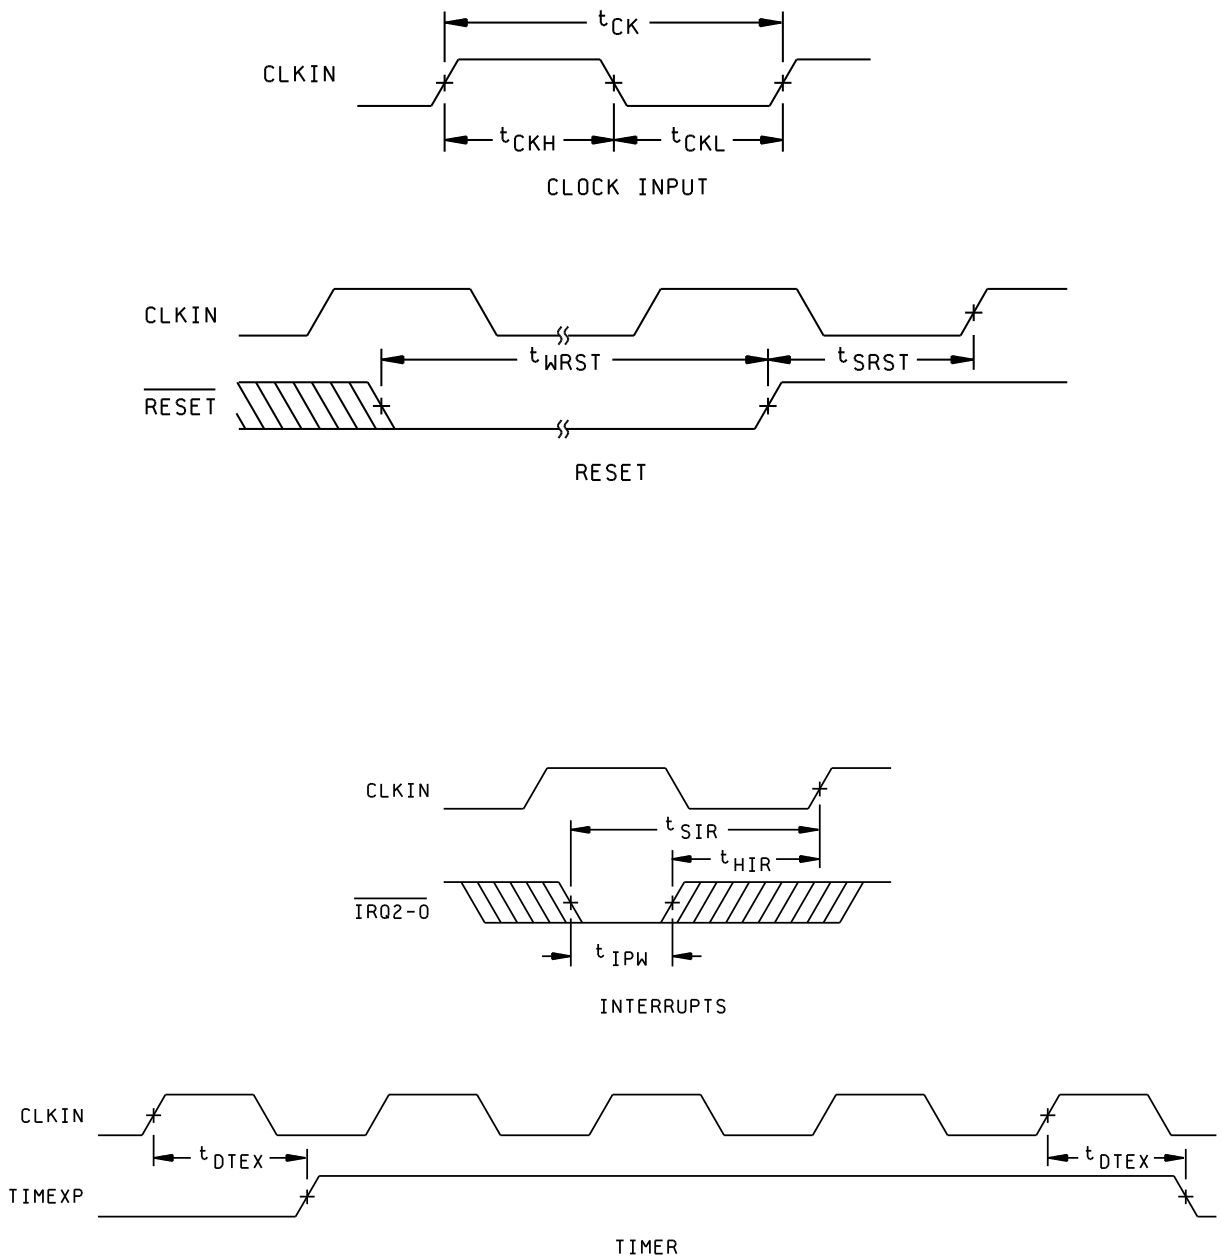 tCK
CLKIN
tCKH
tCKL
CLOCK INPUT
CLKIN
tWRST
tSRST
RESET
RESET
CLKIN
tSIR
tHIR
IRQ2-0
tIPW
INTERRUPTS
CLKIN
tDTEX
tDTEX
TIMEXP
TIMER